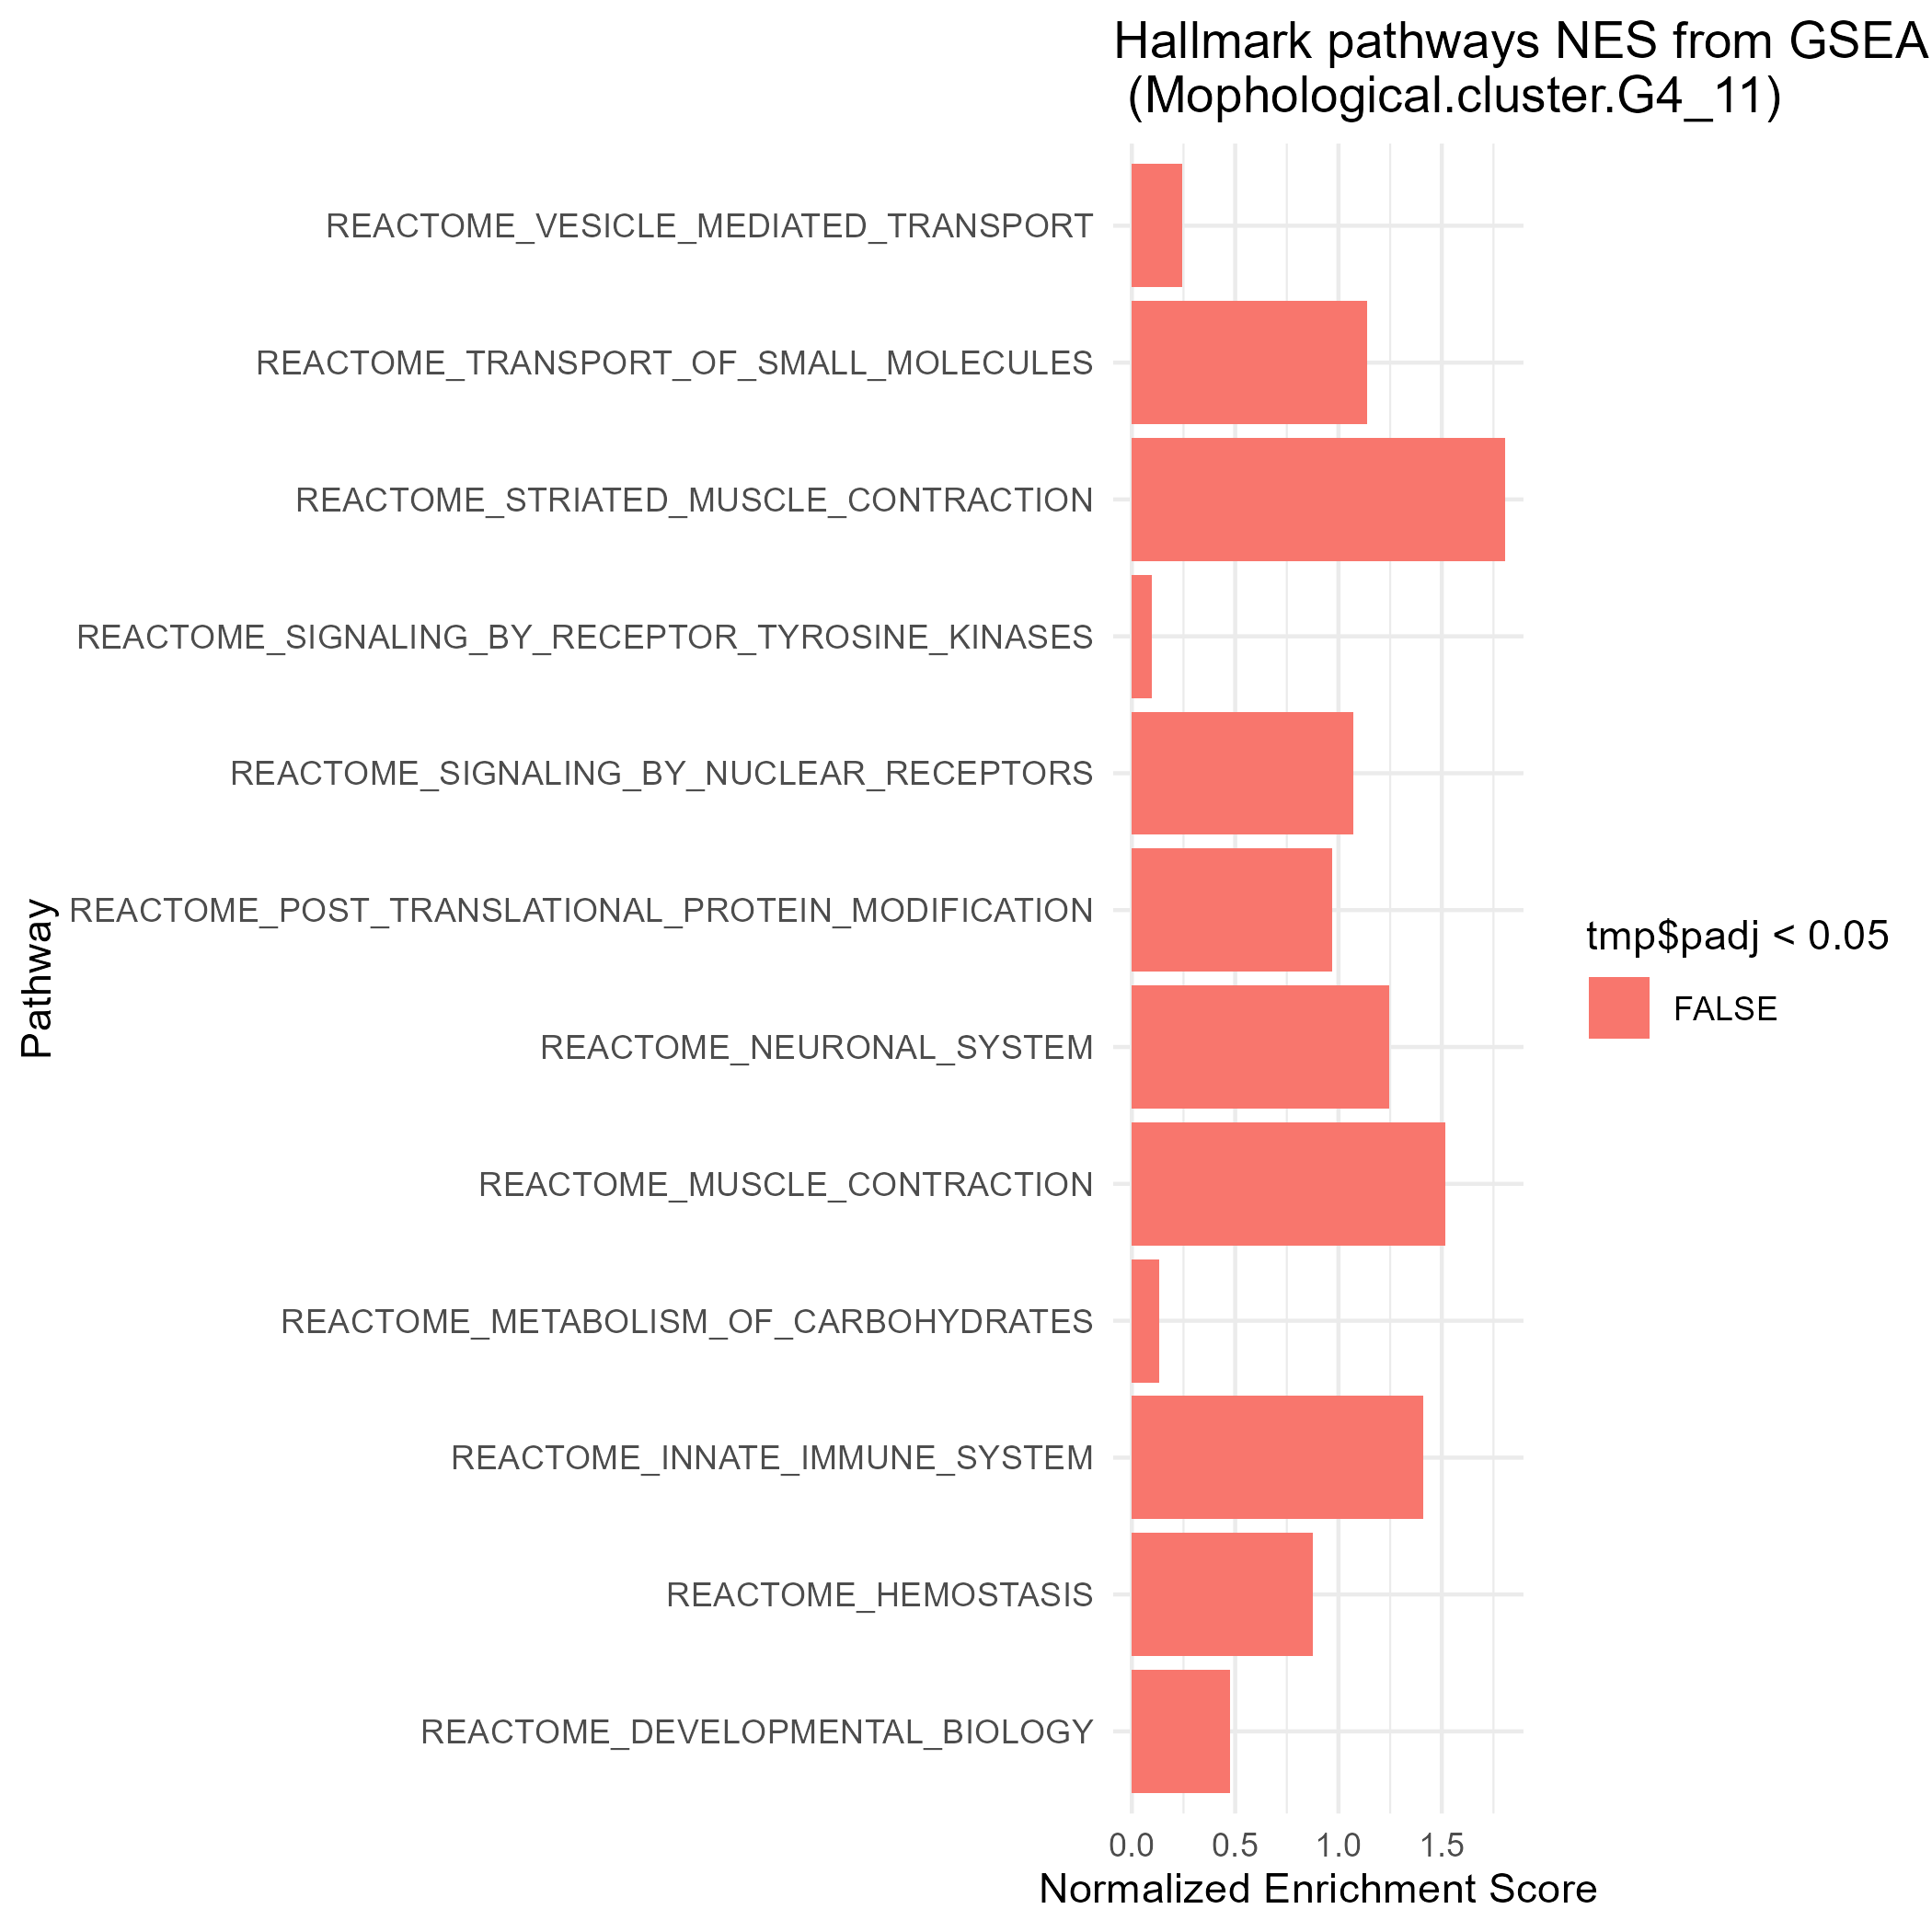 Hallmark pathways NES from GSEA
(Mophological.cluster.G4_11)
REACTOME_VESICLE_MEDIATED_TRANSPORT
REACTOME_TRANSPORT_OF_SMALL_MOLECULES
REACTOME_STRIATED_MUSCLE_CONTRACTION
REACTOME_SIGNALING_BY_RECEPTOR_TYROSINE_KINASES
REACTOME_SIGNALING_BY_NUCLEAR_RECEPTORS
REACTOME_POST_TRANSLATIONAL_PROTEIN_MODIFICATION
REACTOME_NEURONAL_SYSTEM
REACTOME_MUSCLE_CONTRACTION
REACTOME_METABOLISM_OF_CARBOHYDRATES
REACTOME_INNATE_IMMUNE_SYSTEM
REACTOME_HEMOSTASIS
REACTOME_DEVELOPMENTAL_BIOLOGY
Pathway
0.0 0.5 1.0 1.5
Normalized Enrichment Score
tmp$padj < 0.05
FALSE